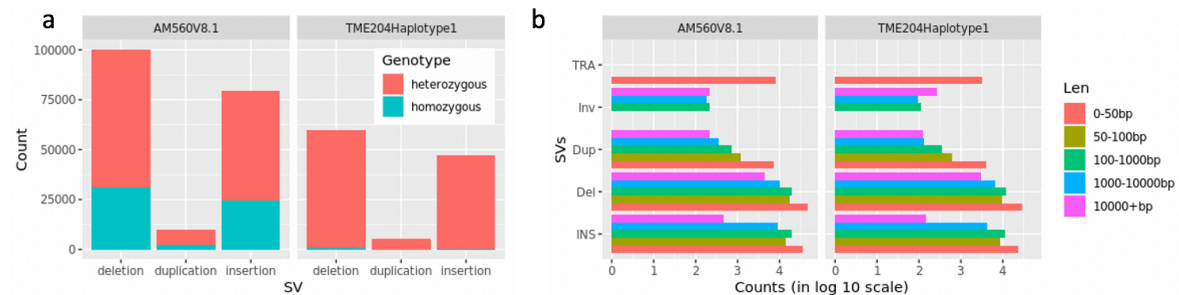 a
AM560V8.1
TME204Haplotype1
100000
75000
50000
25000
0
Count
Genotype
heterozygous
homozygous
deletion
duplication
insertion
deletion
duplication
insertion
SV
b
AM560V8.1
TME204Haplotype1
SVs
TRA
Inv
Dup
Del
INS
0 1 2 3 4
0 1 2 3 4
Counts (in log 10 scale)
Len
0-50bp
50-100bp
100-1000bp
1000-10000bp
10000+bp